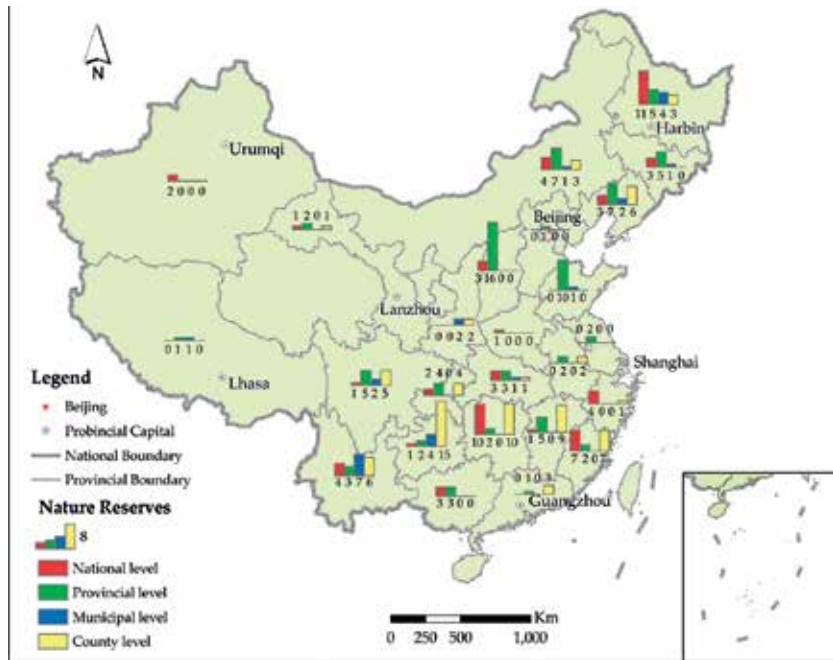 N
Urumqi
Harbin
11 5 4 3
3 5 1 0
4 7 1 3
3 7 2 6
2 0 0 0
1 2 0 1
Beijing
0 2 0 0
3 16 0 0
0 10 1 0
Lanzhou
0 0 2 2
1 0 0 0
0 2 0 0
0 1 1 0
Shanghai
0 2 0 2
Lhasa
1 5 2 5
2 4 0 4
3 3 1 1
4 0 0 1
1 2 4 15
10 2 0 10
1 5 0 9
7 2 0
4 3 7 6
3 3 0 0
0 1 0 3
Guangzhou
Legend
Beijing
Probincial Capital
National Boundary
Provincial Boundary
Nature Reserves
8
National level
Provincial level
Municipal level
County level
Km
0 250 500 1,000